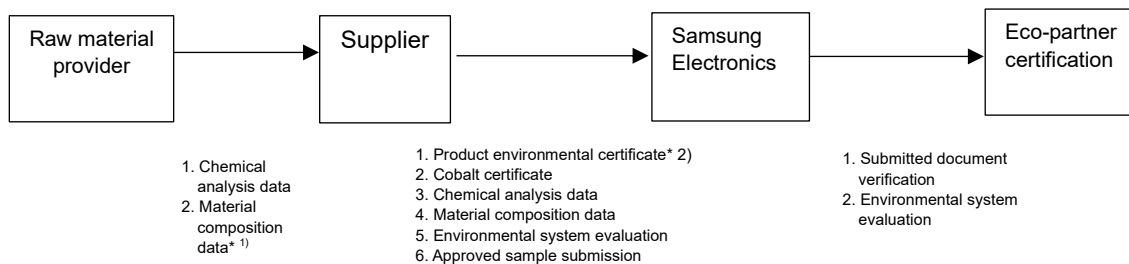 Raw material
provider
Supplier
Samsung
Electronics
Eco-partner
certification
1. Chemical
analysis data
2. Material
composition
data* 1)
1. Product environmental certificate* 2)
2. Cobalt certificate
3. Chemical analysis data
4. Material composition data
5. Environmental system evaluation
6. Approved sample submission
1. Submitted document
verification
2. Environmental system
evaluation